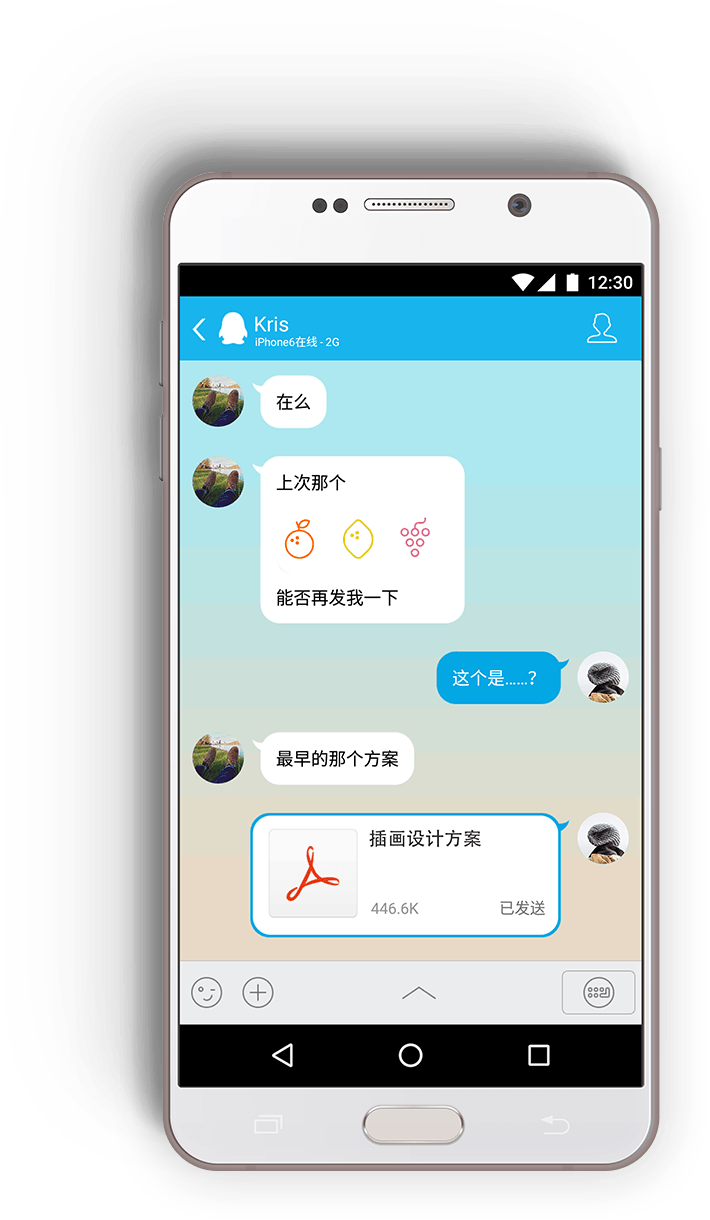 12:30
Kris
iPhone6在线 - 2G
在么
上次那个
能否再发我一下
这个是......?
最早的那个方案
插画设计方案
446.6K
已发送